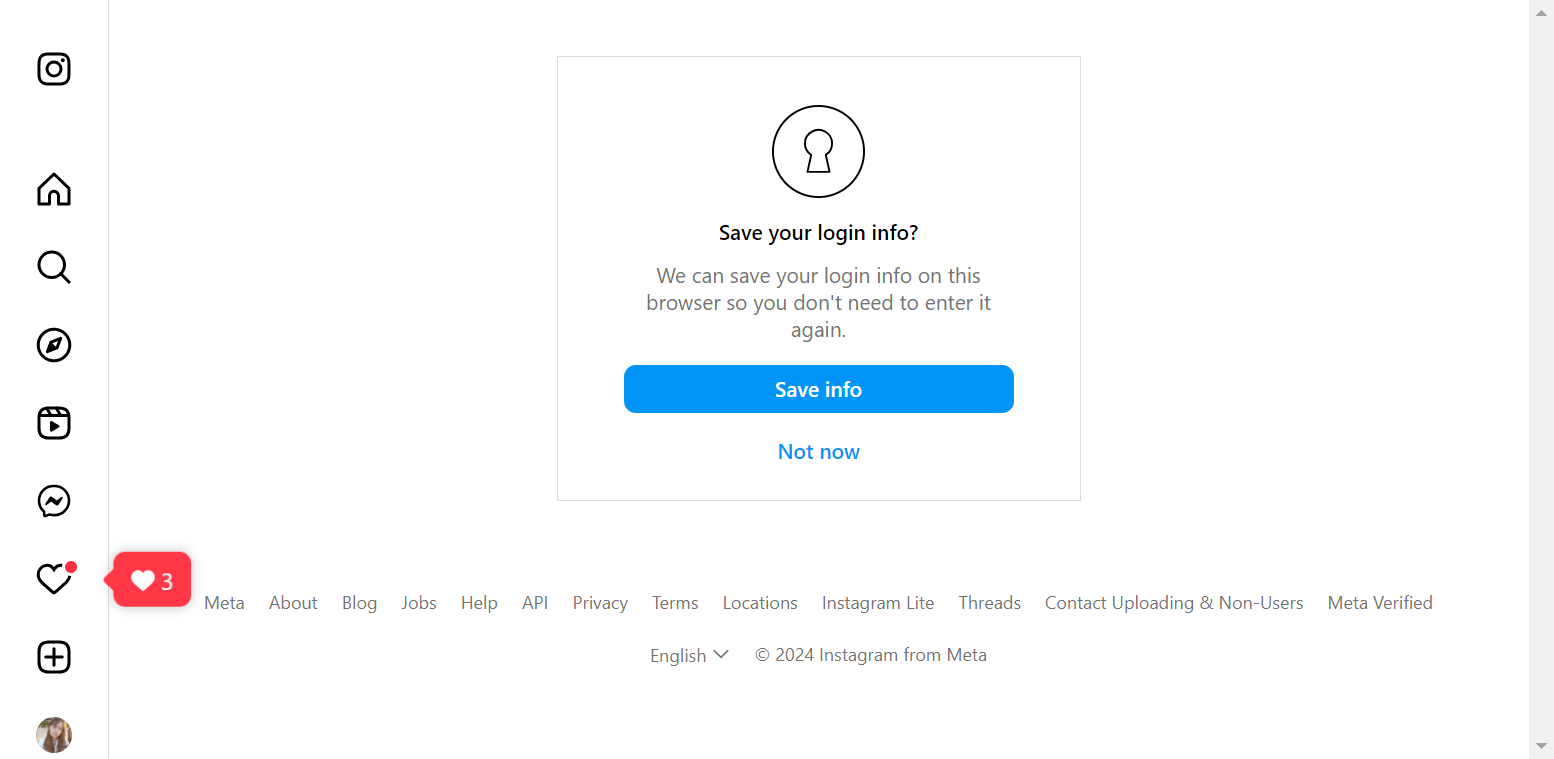 Save your login info?
We can save your login info on this
browser so you don't need to enter it
again.
Save info
Not now
3
Meta About Blog Jobs Help API Privacy Terms Locations Instagram Lite Threads Contact Uploading & Non-Users Meta Verified
English © 2024 Instagram from Meta